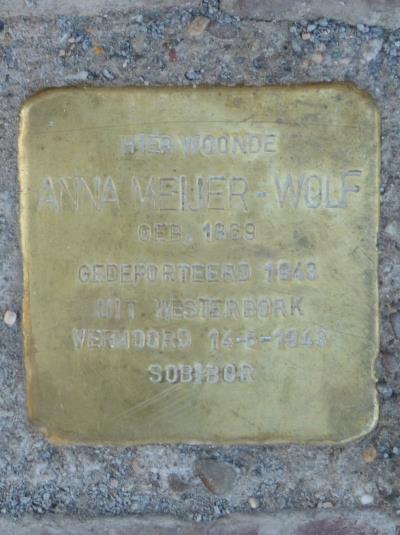 HIER WOONDE
ANNA MEIJER-WOLF
GEB. 1869
GEDEPORTEERD 1943
UIT WESTERBORK
VERMOORD 14-5-1943
SOBIBOR